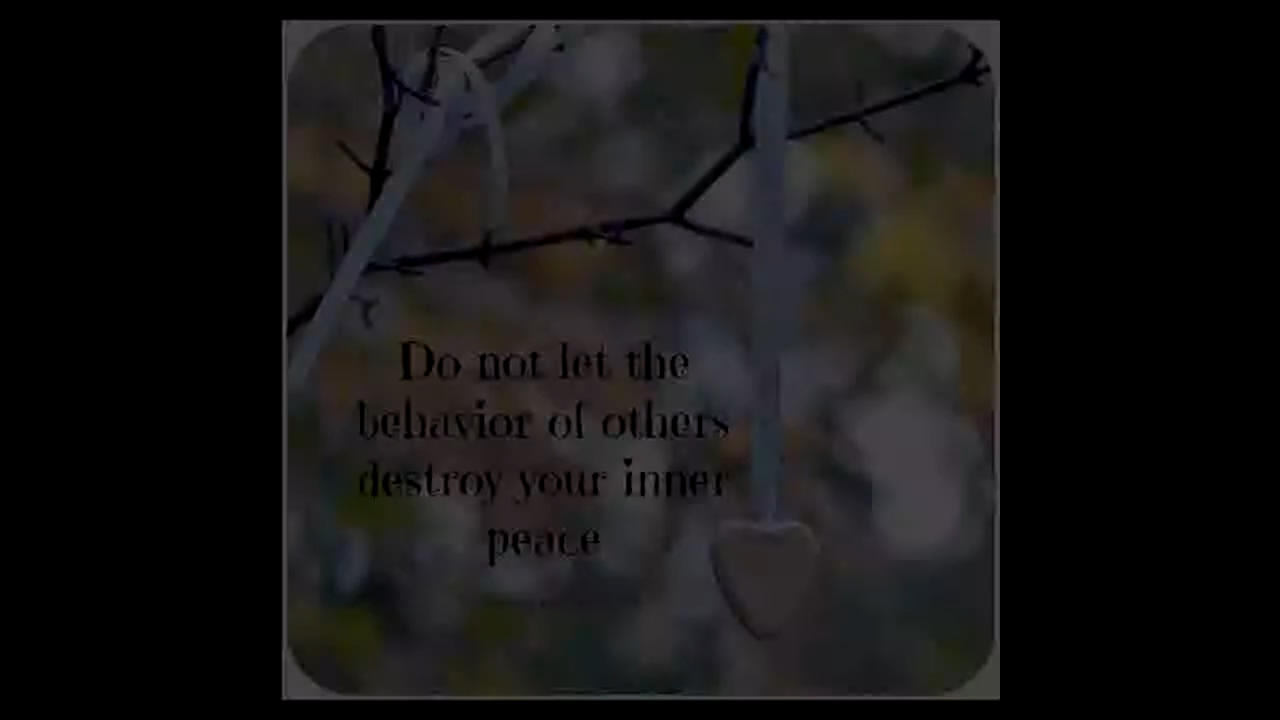 Do not let the
behavior of others
destroy your inner
peace